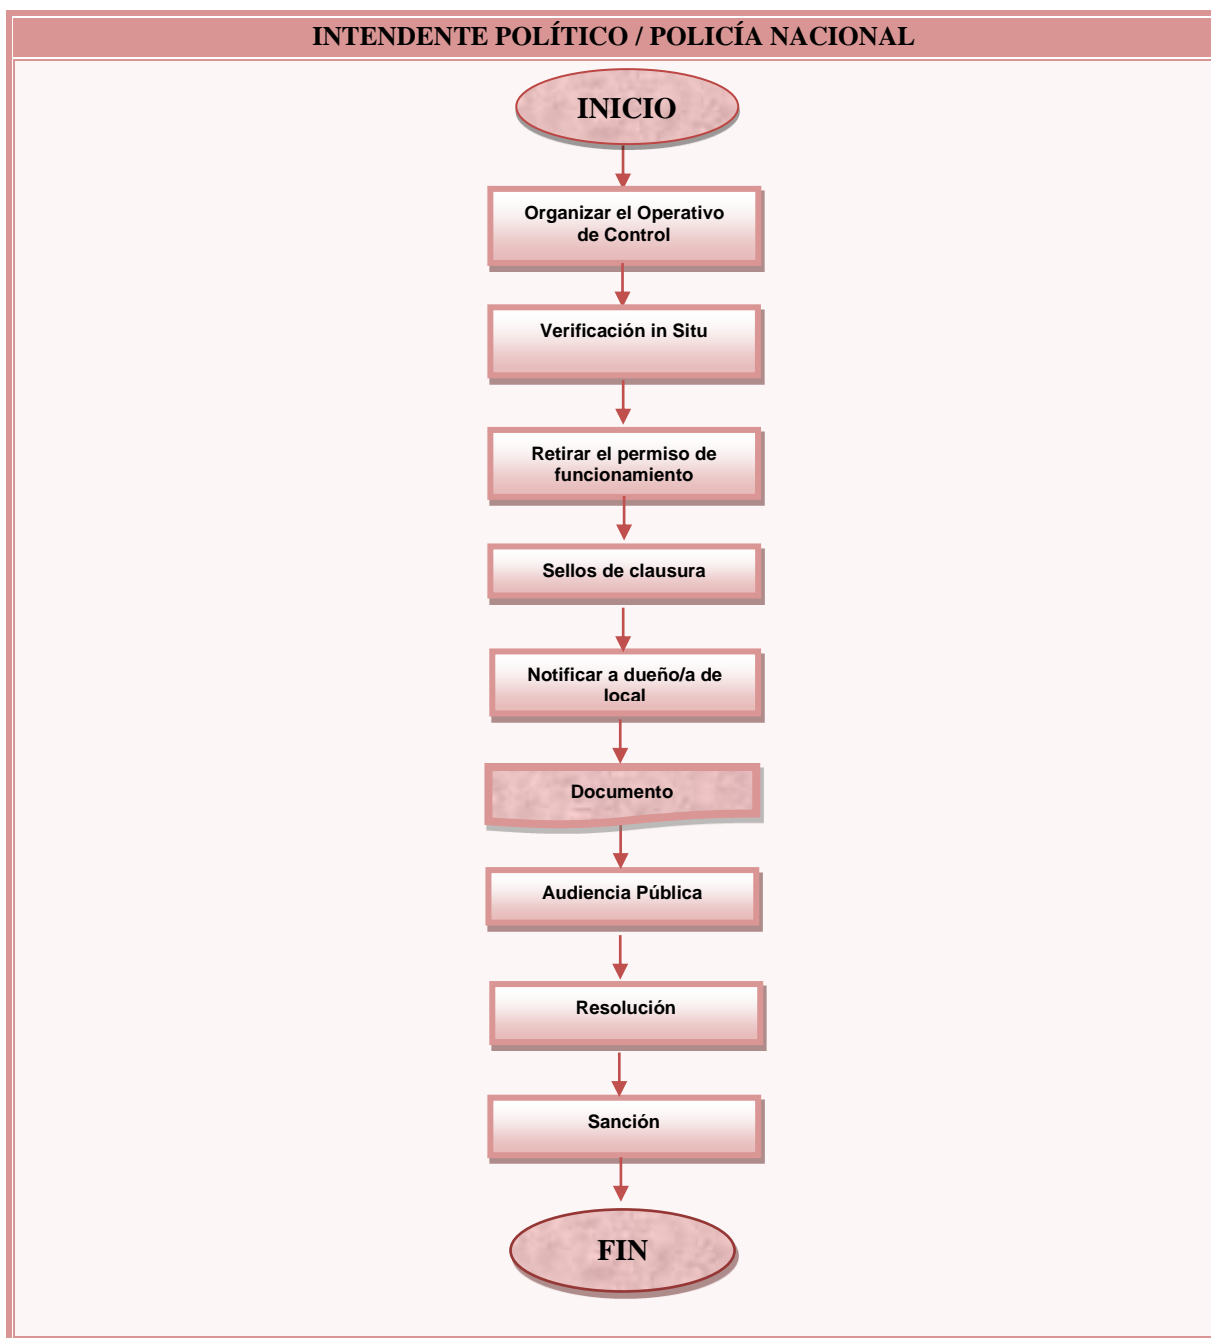 INTENDENTE POLÍTICO / POLICÍA NACIONAL
INICIO
Organizar el Operativo
de Control
Verificación in Situ
Retirar el permiso de
funcionamiento
Sellos de clausura
Notificar a dueño/a de
local
Documento
Audiencia Pública
Resolución
Sanción
FIN